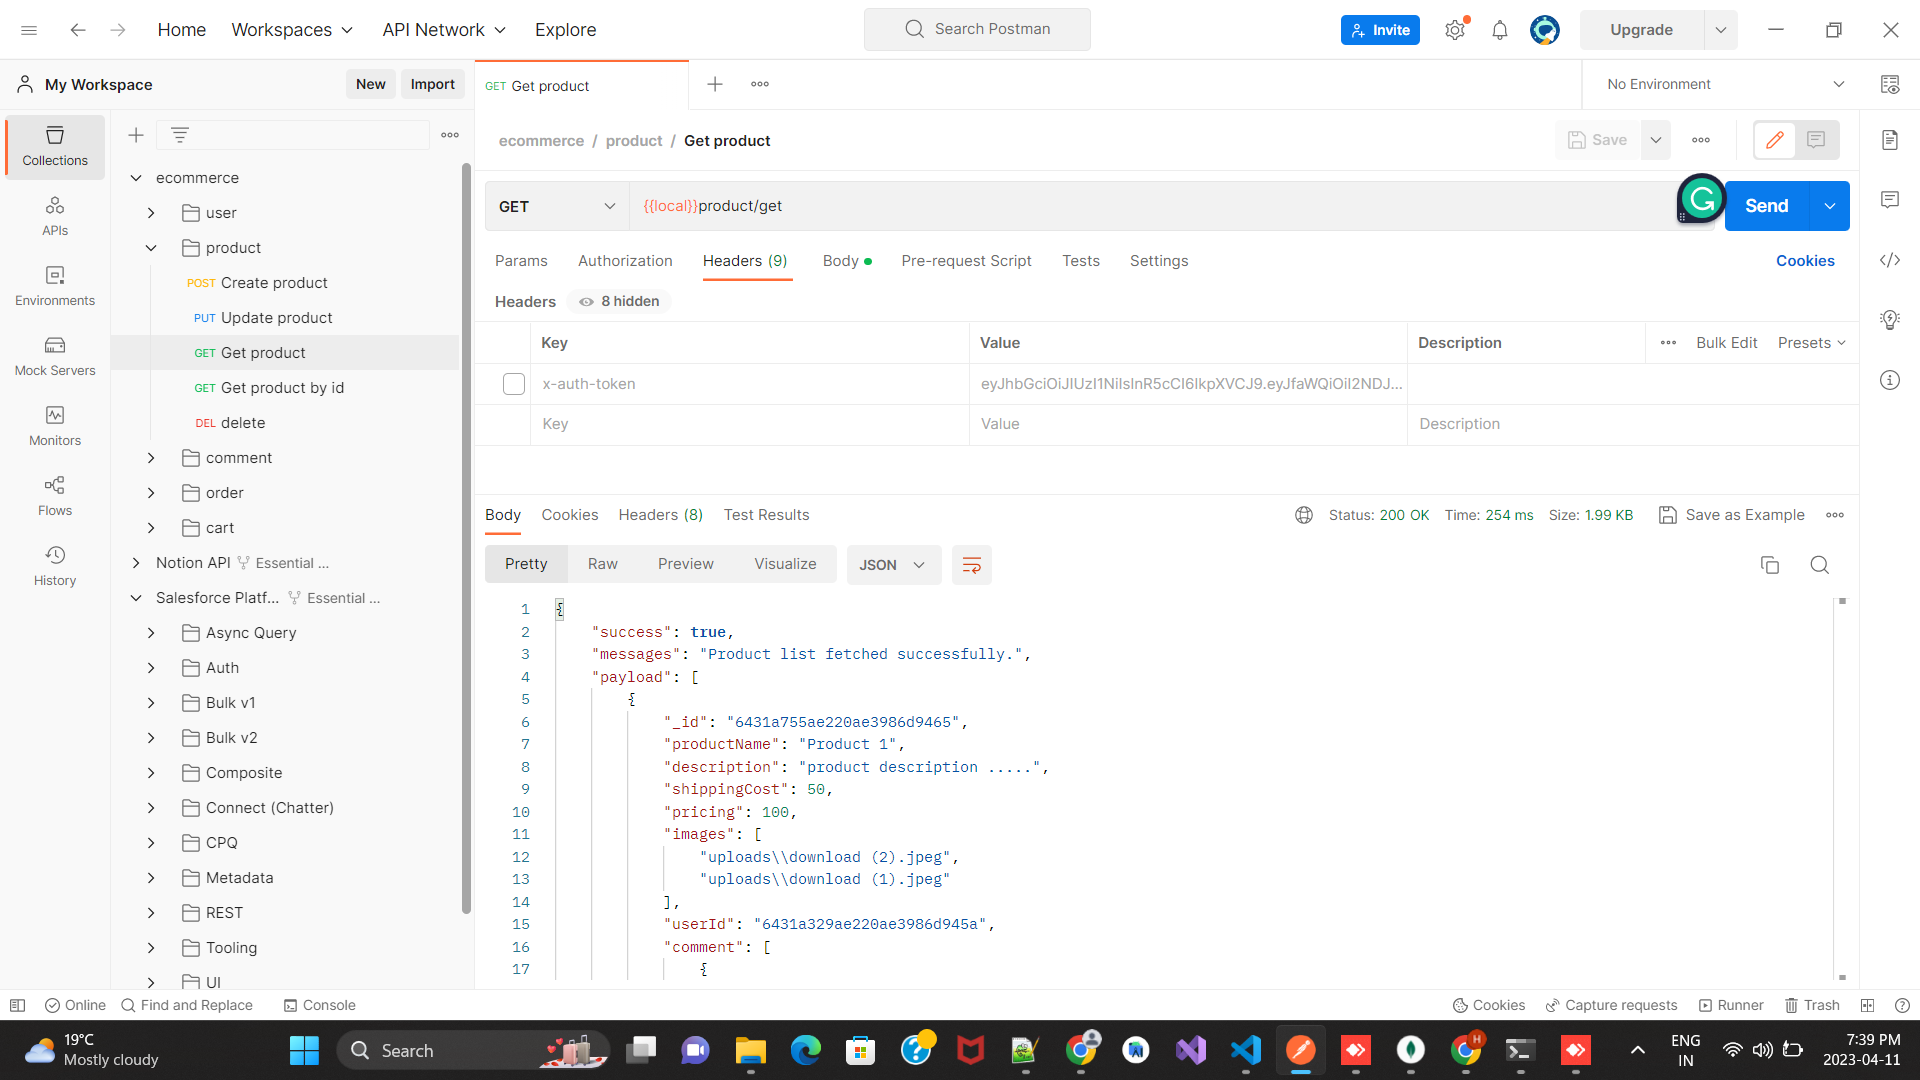 Home
Workspaces
API Network
Explore
Search Postman
Invite
Upgrade
My Workspace
New
Import
GET Get product
No Environment
Collections
APIs
Environments
Mock Servers
Monitors
Flows
History
ecommerce
user
product
POST Create product
PUT Update product
GET Get product
GET Get product by id
DEL delete
comment
order
cart
Notion API Essential ...
Salesforce Platf... Essential ...
Async Query
Auth
Bulk v1
Bulk v2
Composite
Connect (Chatter)
CPQ
Metadata
REST
Tooling
UI
ecommerce / product / Get product
Save
GET
{{local}}product/get
Send
Params
Authorization
Headers (9)
Body
Pre-request Script
Tests
Settings
Cookies
Headers
8 hidden
Key
Value
Description
Bulk Edit
Presets
x-auth-token
Key
Value
Description
Body
Cookies
Headers (8)
Test Results
Status: 200 OK
Time: 254 ms
Size: 1.99 KB
Save as Example
Pretty
Raw
Preview
Visualize
JSON
1 {
2 "success": true,
3 "messages": "Product list fetched successfully.",
4 "payload": [
5 {
6 "_id": "6431a755ae220ae3986d9465",
7 "productName": "Product 1",
8 "description": "product description .....",
9 "shippingCost": 50,
10 "pricing": 100,
11 "images": [
12 "uploads\\download (2).jpeg",
13 "uploads\\download (1).jpeg"
14 ],
15 "userId": "6431a329ae220ae3986d945a",
16 "comment": [
17 {
Online
Find and Replace
Console
Cookies
Capture requests
Runner
Trash
19°C
Mostly cloudy
Search
H
ENG
IN
7:39 PM
2023-04-11